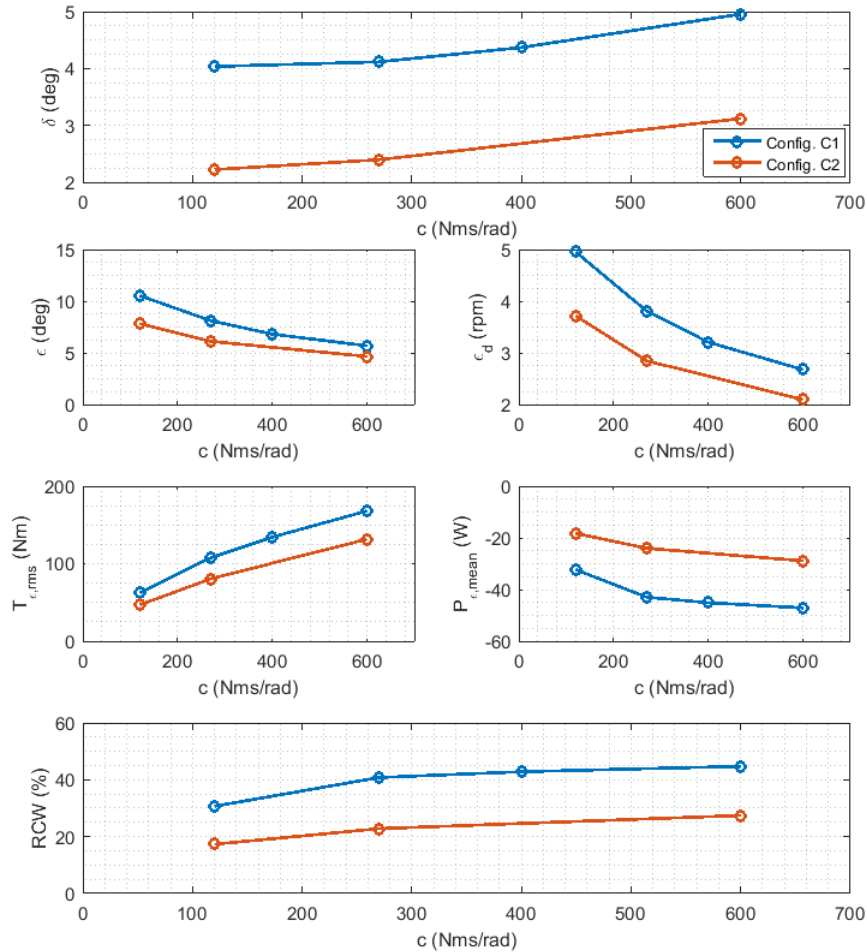 5
4
3
2
δ (deg)
Config. C1
Config. C2
100 200 300 400 500 600 700
c (Nms/rad)
15
10
5
0
ϵ (deg)
0 200 400 600
c (Nms/rad)
5
4
3
2
ϵd (rpm)
0 200 400 600
c (Nms/rad)
200
100
0
Tϵ,rms (Nm)
0 200 400 600
c (Nms/rad)
0
-20
-40
-60
Pϵ,mean (W)
0 200 400 600
c (Nms/rad)
60
40
20
0
RCW (%)
0 100 200 300 400 500 600 700
c (Nms/rad)